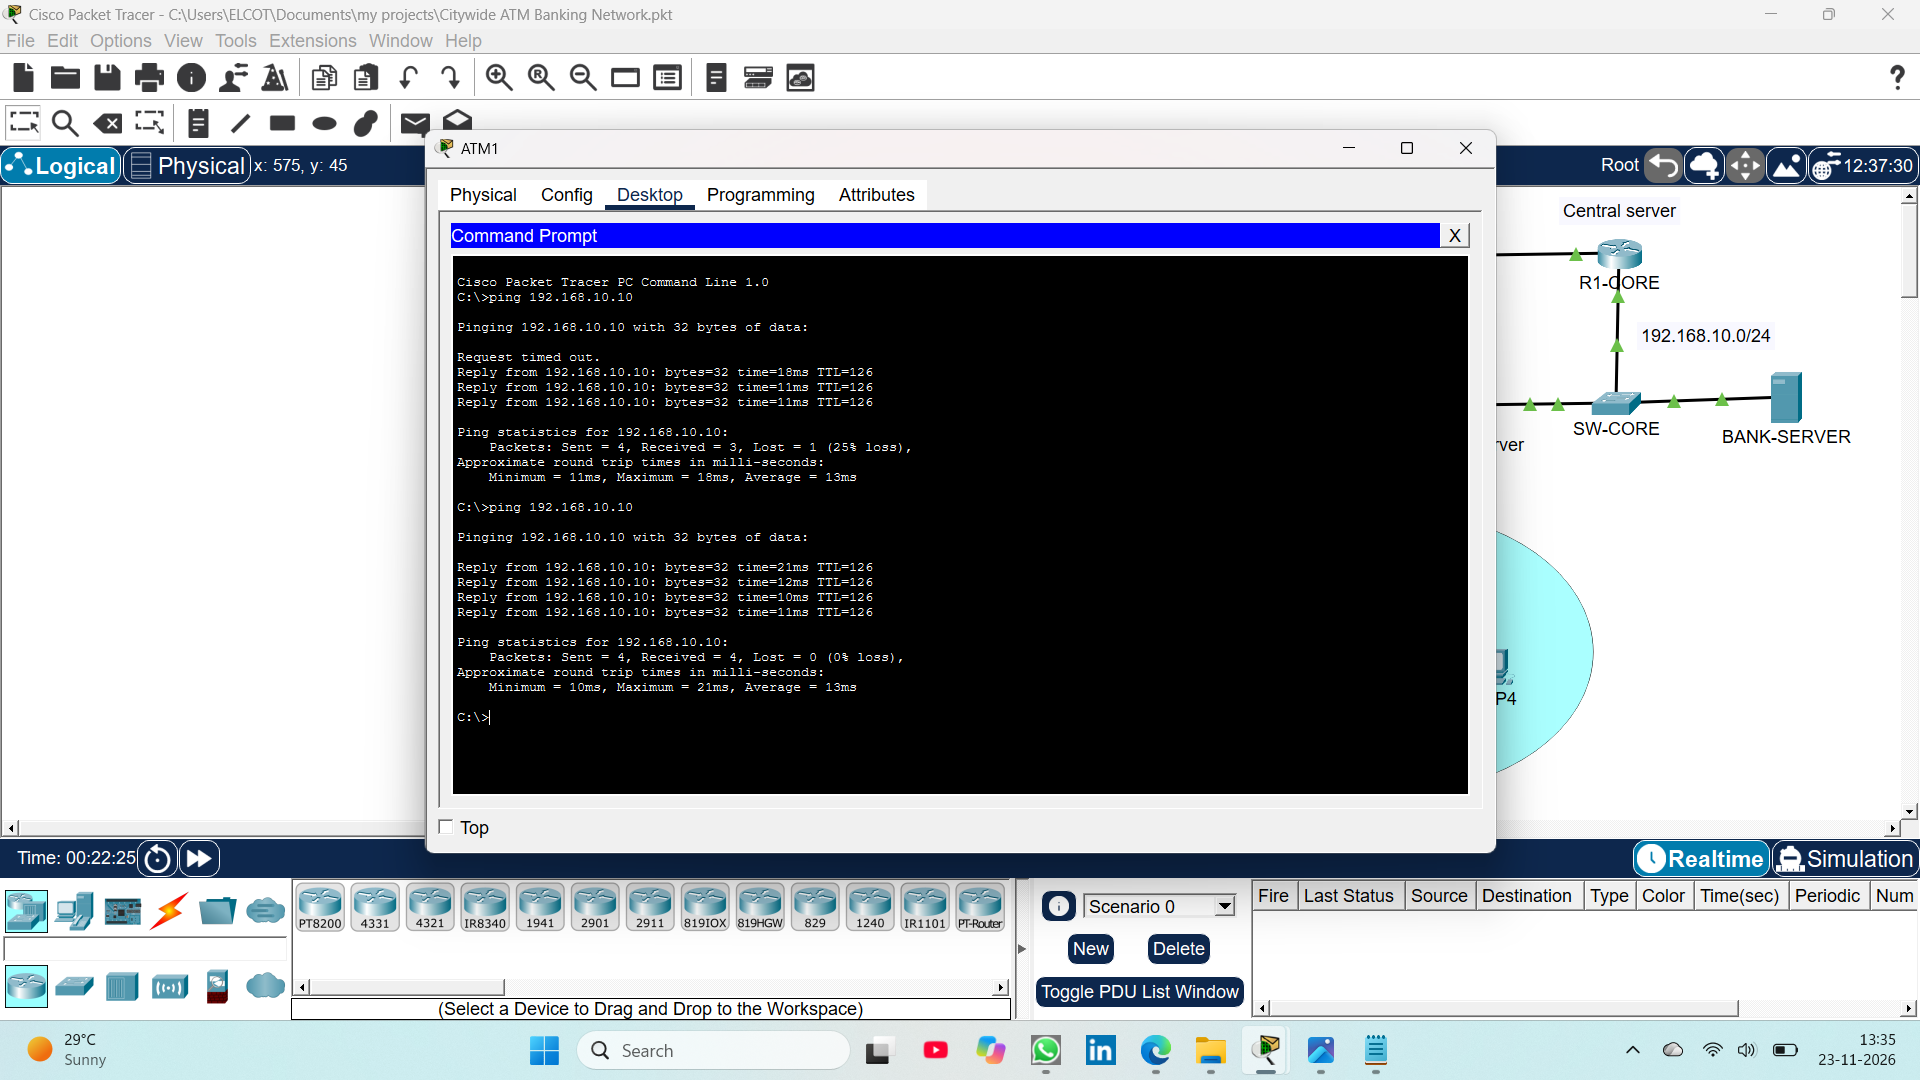 Cisco Packet Tracer - C:\Users\ELCOT\Documents\my projects\Citywide ATM Banking Network.pkt
File Edit Options View Tools Extensions Window Help
Logical Physical x: 575, y: 45
Root 12:37:30
ATM1
Physical Config Desktop Programming Attributes
Command Prompt X
Cisco Packet Tracer PC Command Line 1.0
C:\>ping 192.168.10.10
Pinging 192.168.10.10 with 32 bytes of data:
Request timed out.
Reply from 192.168.10.10: bytes=32 time=18ms TTL=126
Reply from 192.168.10.10: bytes=32 time=11ms TTL=126
Reply from 192.168.10.10: bytes=32 time=11ms TTL=126
Ping statistics for 192.168.10.10:
Packets: Sent = 4, Received = 3, Lost = 1 (25% loss),
Approximate round trip times in milli-seconds:
Minimum = 11ms, Maximum = 18ms, Average = 13ms
C:\>ping 192.168.10.10
Pinging 192.168.10.10 with 32 bytes of data:
Reply from 192.168.10.10: bytes=32 time=21ms TTL=126
Reply from 192.168.10.10: bytes=32 time=12ms TTL=126
Reply from 192.168.10.10: bytes=32 time=10ms TTL=126
Reply from 192.168.10.10: bytes=32 time=11ms TTL=126
Ping statistics for 192.168.10.10:
Packets: Sent = 4, Received = 4, Lost = 0 (0% loss),
Approximate round trip times in milli-seconds:
Minimum = 10ms, Maximum = 21ms, Average = 13ms
C:\>
Top
Central server
R1-CORE
192.168.10.0/24
SW-CORE
BANK-SERVER
rver
P4
Time: 00:22:25
Realtime Simulation
PT8200 4331 4321 IR8340 1941 2901 2911 819IOX 819HGW 829 1240 IR1101 PT-Router
(Select a Device to Drag and Drop to the Workspace)
Scenario 0
New Delete
Toggle PDU List Window
Fire Last Status Source Destination Type Color Time(sec) Periodic Num
29°C
Sunny
Search
13:35
23-11-2026